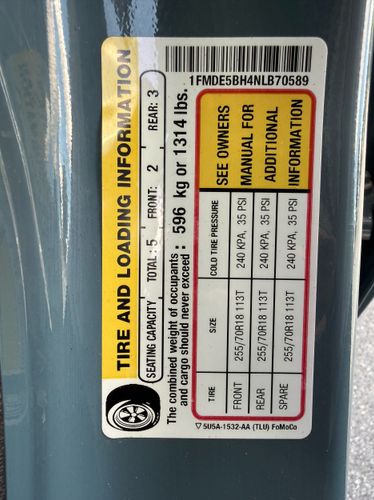 TIRE AND LOADING INFORMATION
SEATING CAPACITY TOTAL: 5 FRONT: 2 REAR: 3
The combined weight of occupants
and cargo should never exceed : 596 kg or 1314 lbs.
TIRE SIZE COLD TIRE PRESSURE SEE OWNERS
FRONT 255/70R18 113T 240 KPA, 35 PSI MANUAL FOR
REAR 255/70R18 113T 240 KPA, 35 PSI ADDITIONAL
SPARE 255/70R18 113T 240 KPA, 35 PSI INFORMATION
▽ 5U5A-1532-AA (TLU) FoMoCo
1FMDE5BH4NLB70589